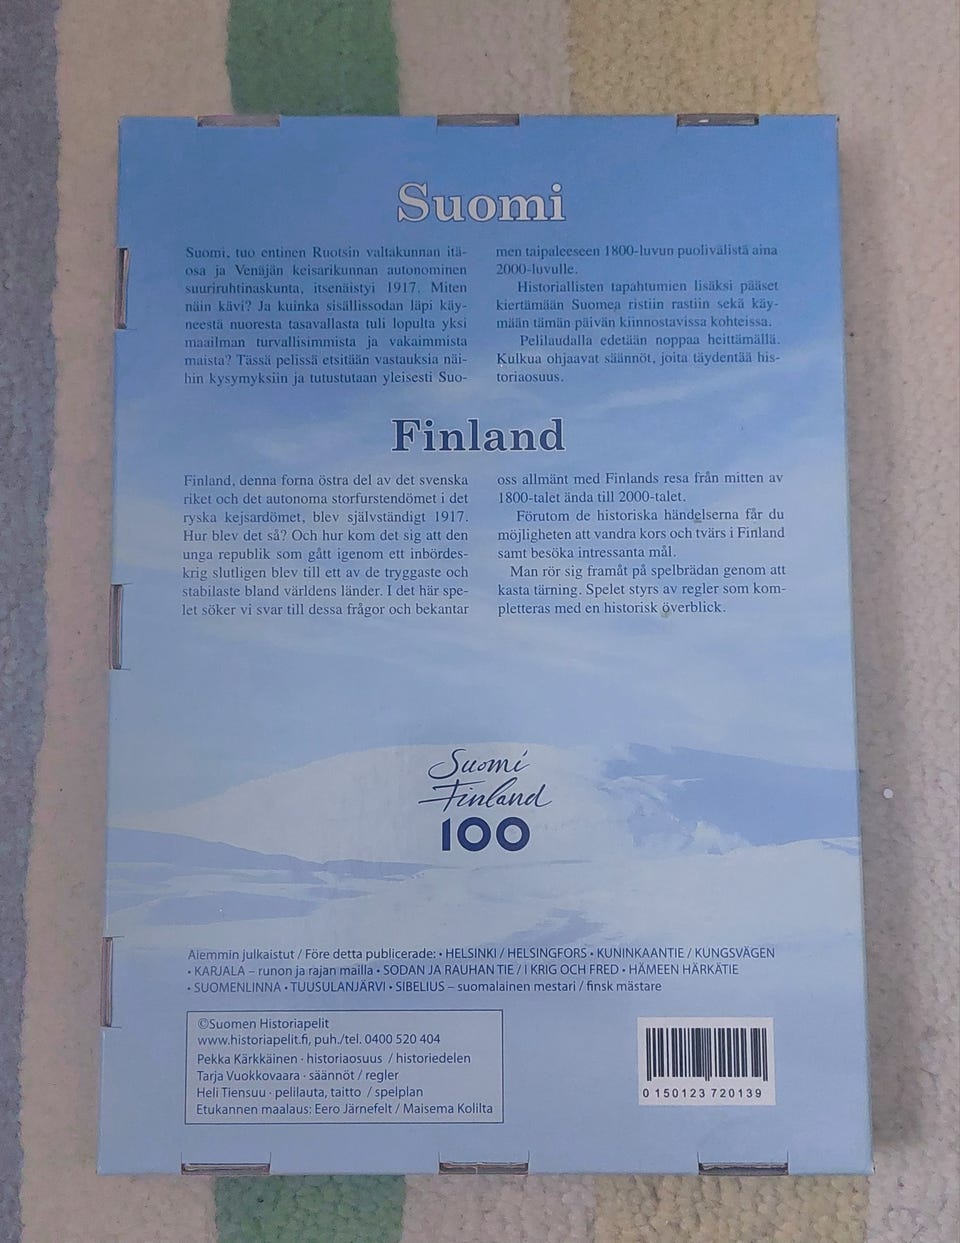 Suomi
Suomi, tuo entinen Ruotsin valtakunnan itä-
osa ja Venäjän keisarikunnan autonominen
suuriruhtinaskunta, itsenäistyi 1917. Miten
näin kävi? Ja kuinka sisällissodan läpi käy-
neestä nuoresta tasavallasta tuli lopulta yksi
maailman turvallisimmista ja vakaimmista
maista? Tässä pelissä etsitään vastauksia näi-
hin kysymyksiin ja tutustutaan yleisesti Suo-
men taipaleeseen 1800-luvun puolivälistä aina
2000-luvulle.
Historiallisten tapahtumien lisäksi pääset
kiertämään Suomea ristiin rastiin sekä käy-
mään tämän päivän kiinnostavissa kohteissa.
Pelilaudalla edetään noppaa heittämällä.
Kulkua ohjaavat säännöt, joita täydentää his-
toriaosuus.
Finland
Finland, denna forna östra del av det svenska
riket och det autonoma storfurstendömet i det
ryska kejsardömet, blev självständigt 1917.
Hur blev det så? Och hur kom det sig att den
unga republik som gått igenom ett inbördes-
krig slutligen blev till ett av de tryggaste och
stabilaste bland världens länder. I det här spe-
let söker vi svar till dessa frågor och bekantar
oss allmänt med Finlands resa från mitten av
1800-talet ända till 2000-talet.
Förutom de historiska händelserna får du
möjligheten att vandra kors och tvärs i Finland
samt besöka intressanta mål.
Man rör sig framåt på spelbrädan genom att
kasta tärning. Spelet styrs av regler som kom-
pletteras med en historisk överblick.
Suomi
Finland
100
Aiemmin julkaistut / Före detta publicerade: • HELSINKI / HELSINGFORS • KUNINKAANTIE / KUNGSVÄGEN
• KARJALA – runon ja rajan mailla • SODAN JA RAUHAN TIE / I KRIG OCH FRED • HÄMEEN HÄRKÄTIE
• SUOMENLINNA • TUUSULANJÄRVI • SIBELIUS – suomalainen mestari / finsk mästare
©Suomen Historiapelit
www.historiapelit.fi, puh./tel. 0400 520 404
Pekka Kärkkäinen · historiaosuus / historiedelen
Tarja Vuokkovaara · säännöt / regler
Heli Tiensuu · pelilauta, taitto / spelplan
Etukannen maalaus: Eero Järnefelt / Maisema Kolilta
0 150123 720139